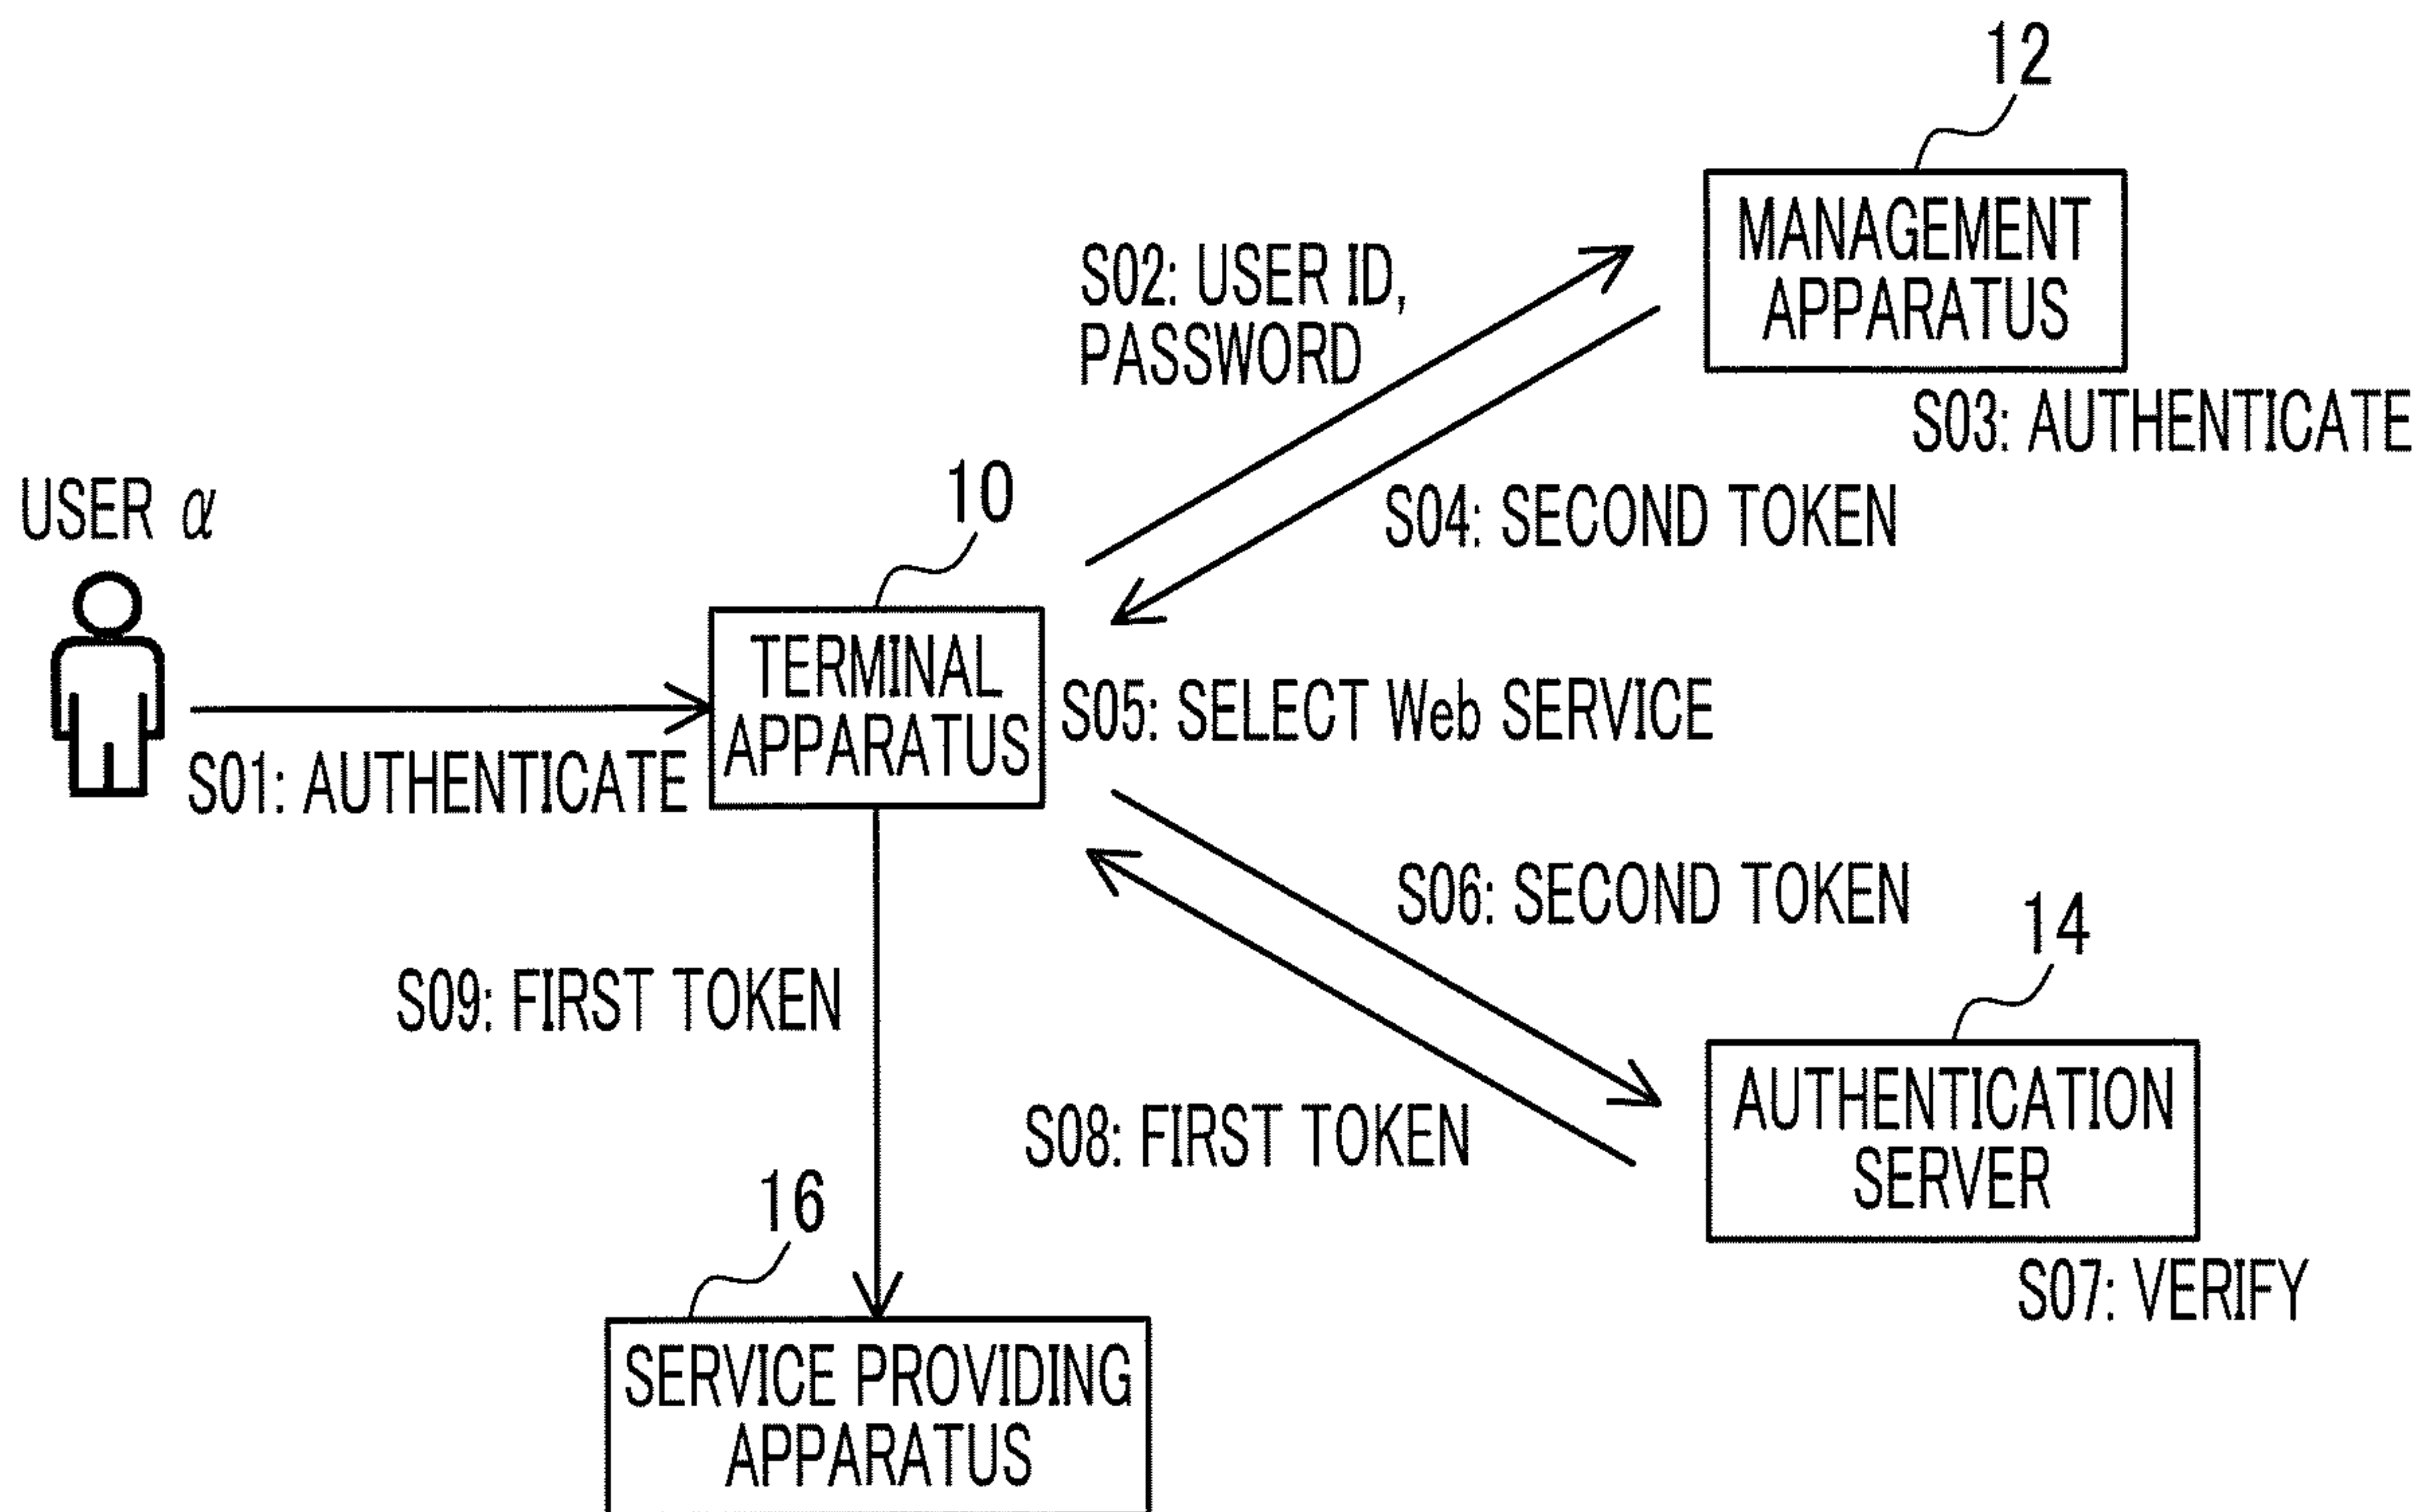 12
MANAGEMENT
APPARATUS
S02: USER ID,
PASSWORD
S03: AUTHENTICATE
USER α
10
S04: SECOND TOKEN
TERMINAL
APPARATUS
S05: SELECT Web SERVICE
S01: AUTHENTICATE
S06: SECOND TOKEN
14
S09: FIRST TOKEN
AUTHENTICATION
SERVER
S08: FIRST TOKEN
16
S07: VERIFY
SERVICE PROVIDING
APPARATUS